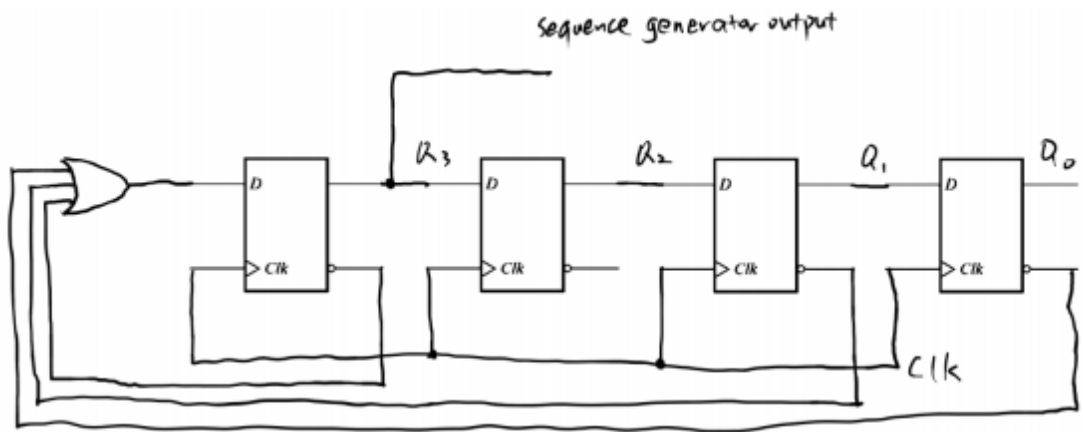 sequence generator output
Q₃ Q₂ Q₁ Q₀
D D D D
Clk Clk Clk Clk
Clk